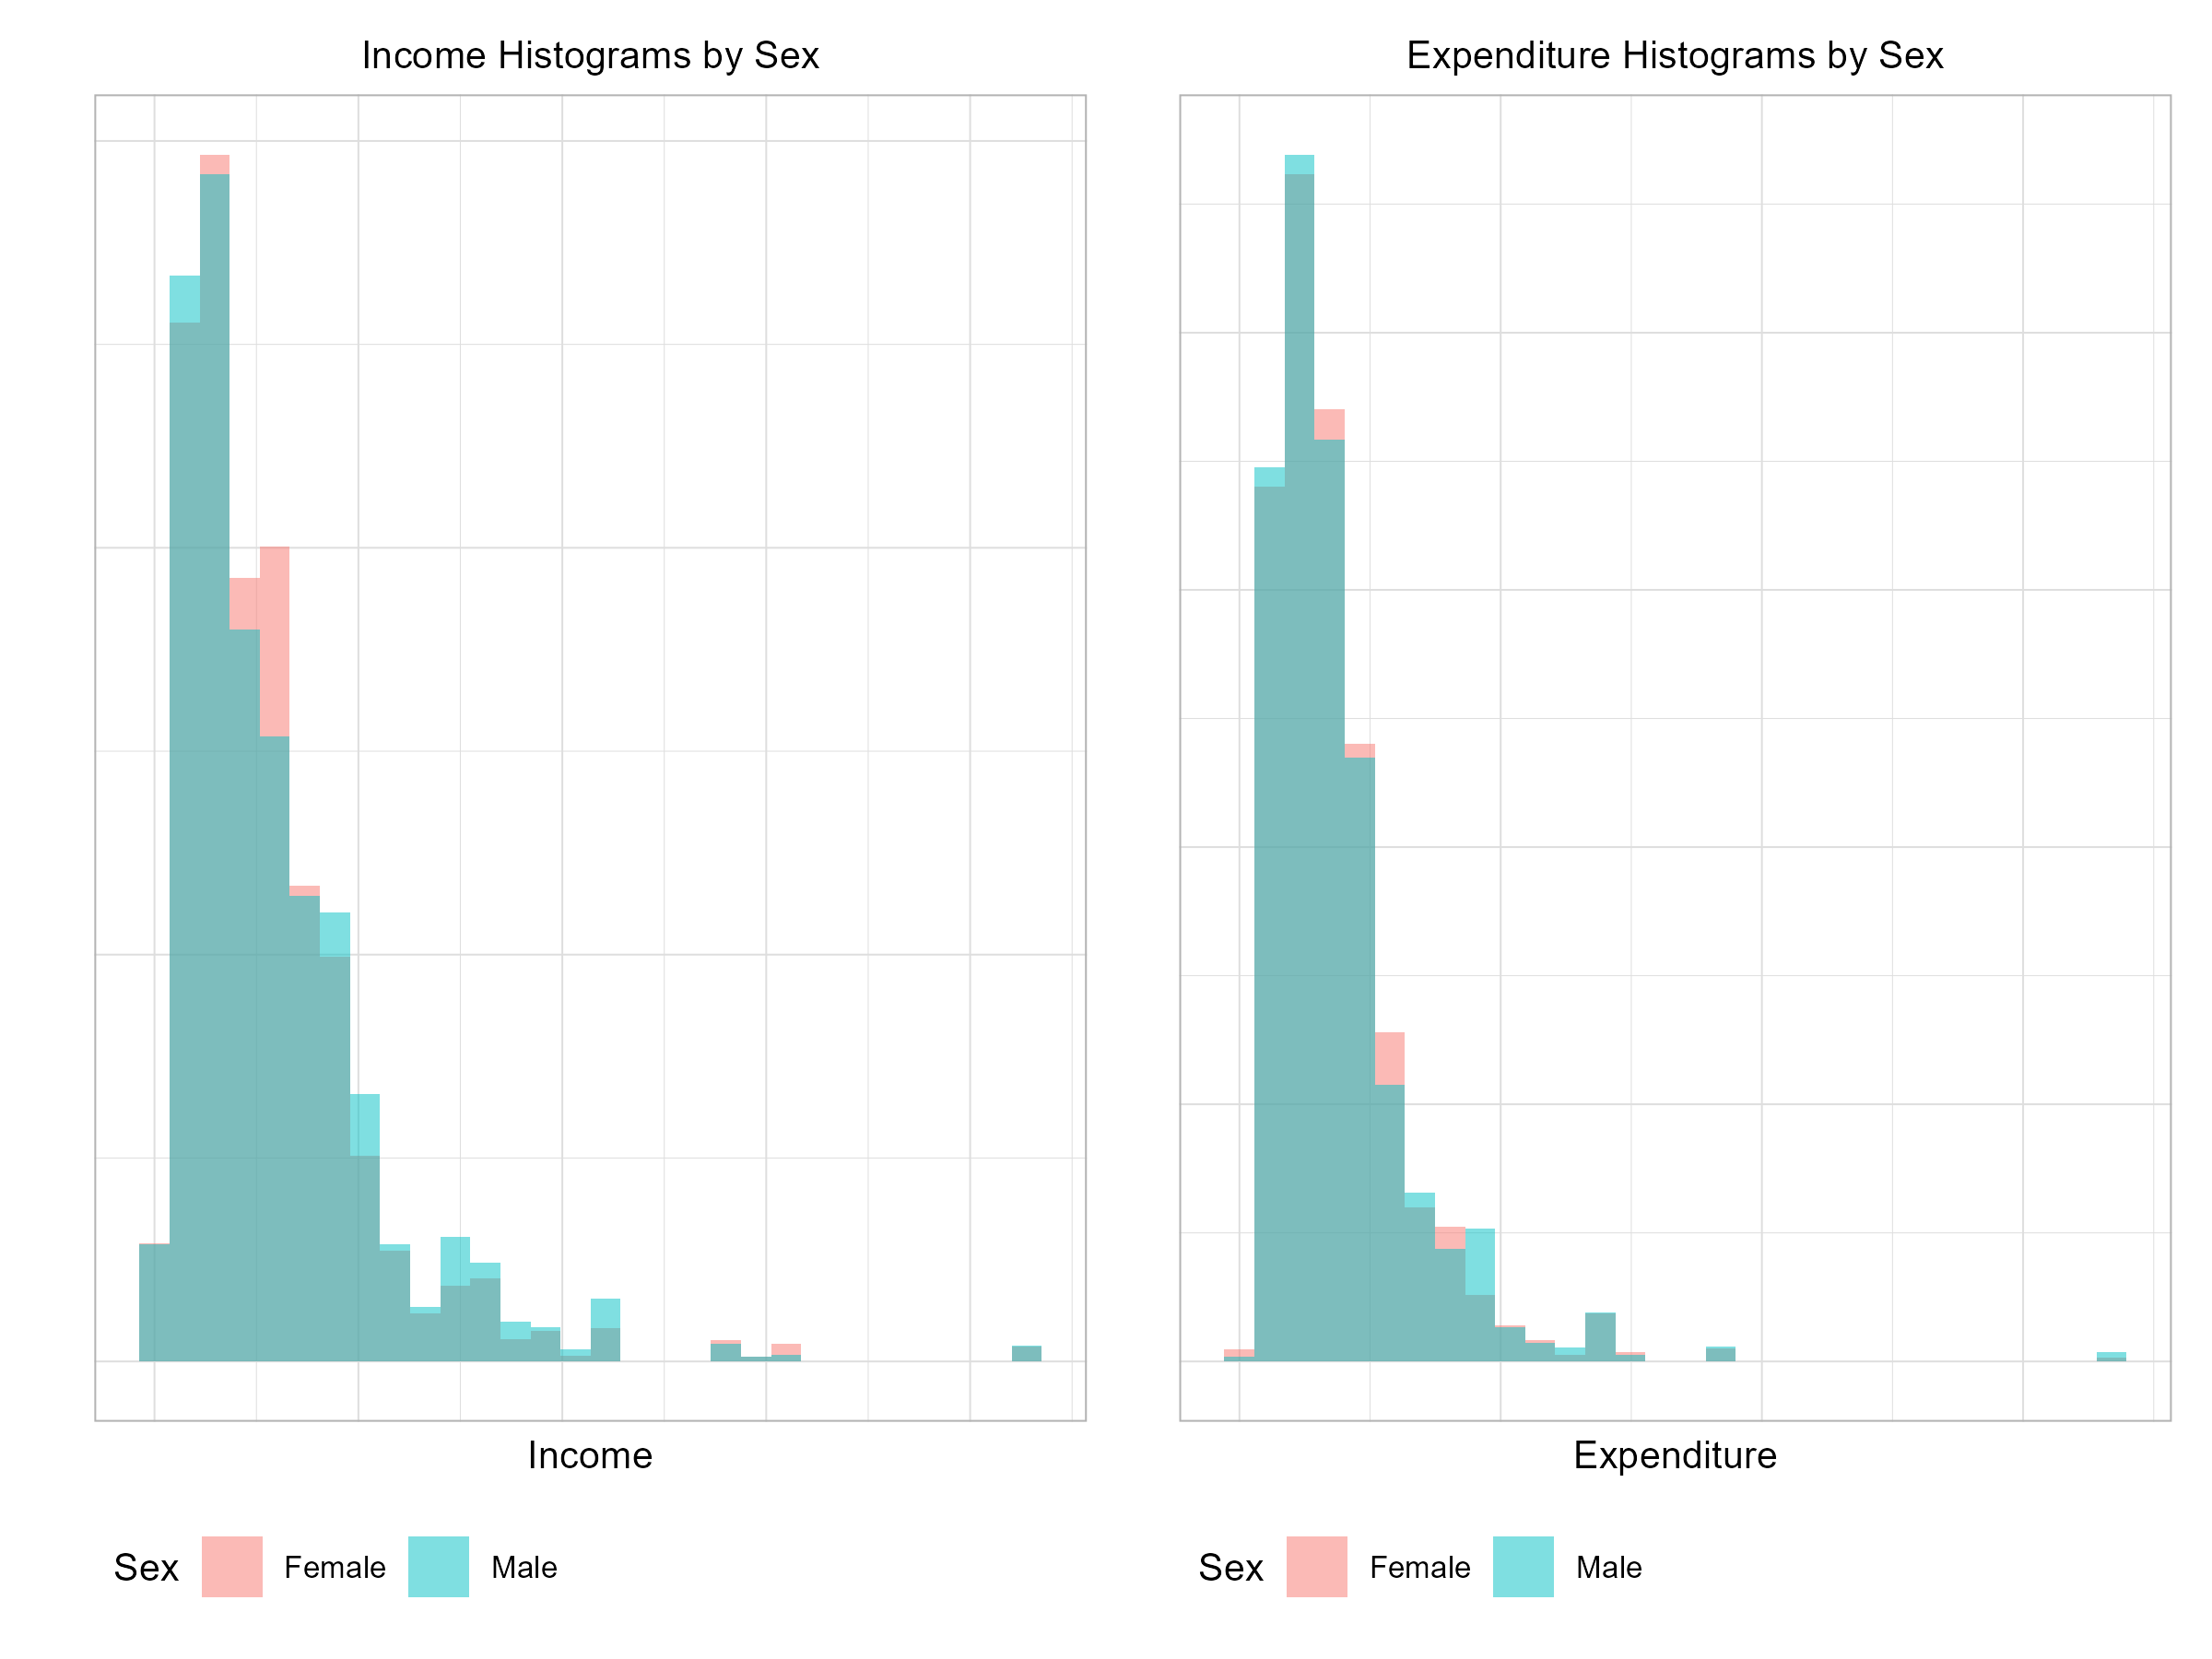 Income Histograms by Sex
Income
Sex Female Male
Expenditure Histograms by Sex
Expenditure
Sex Female Male